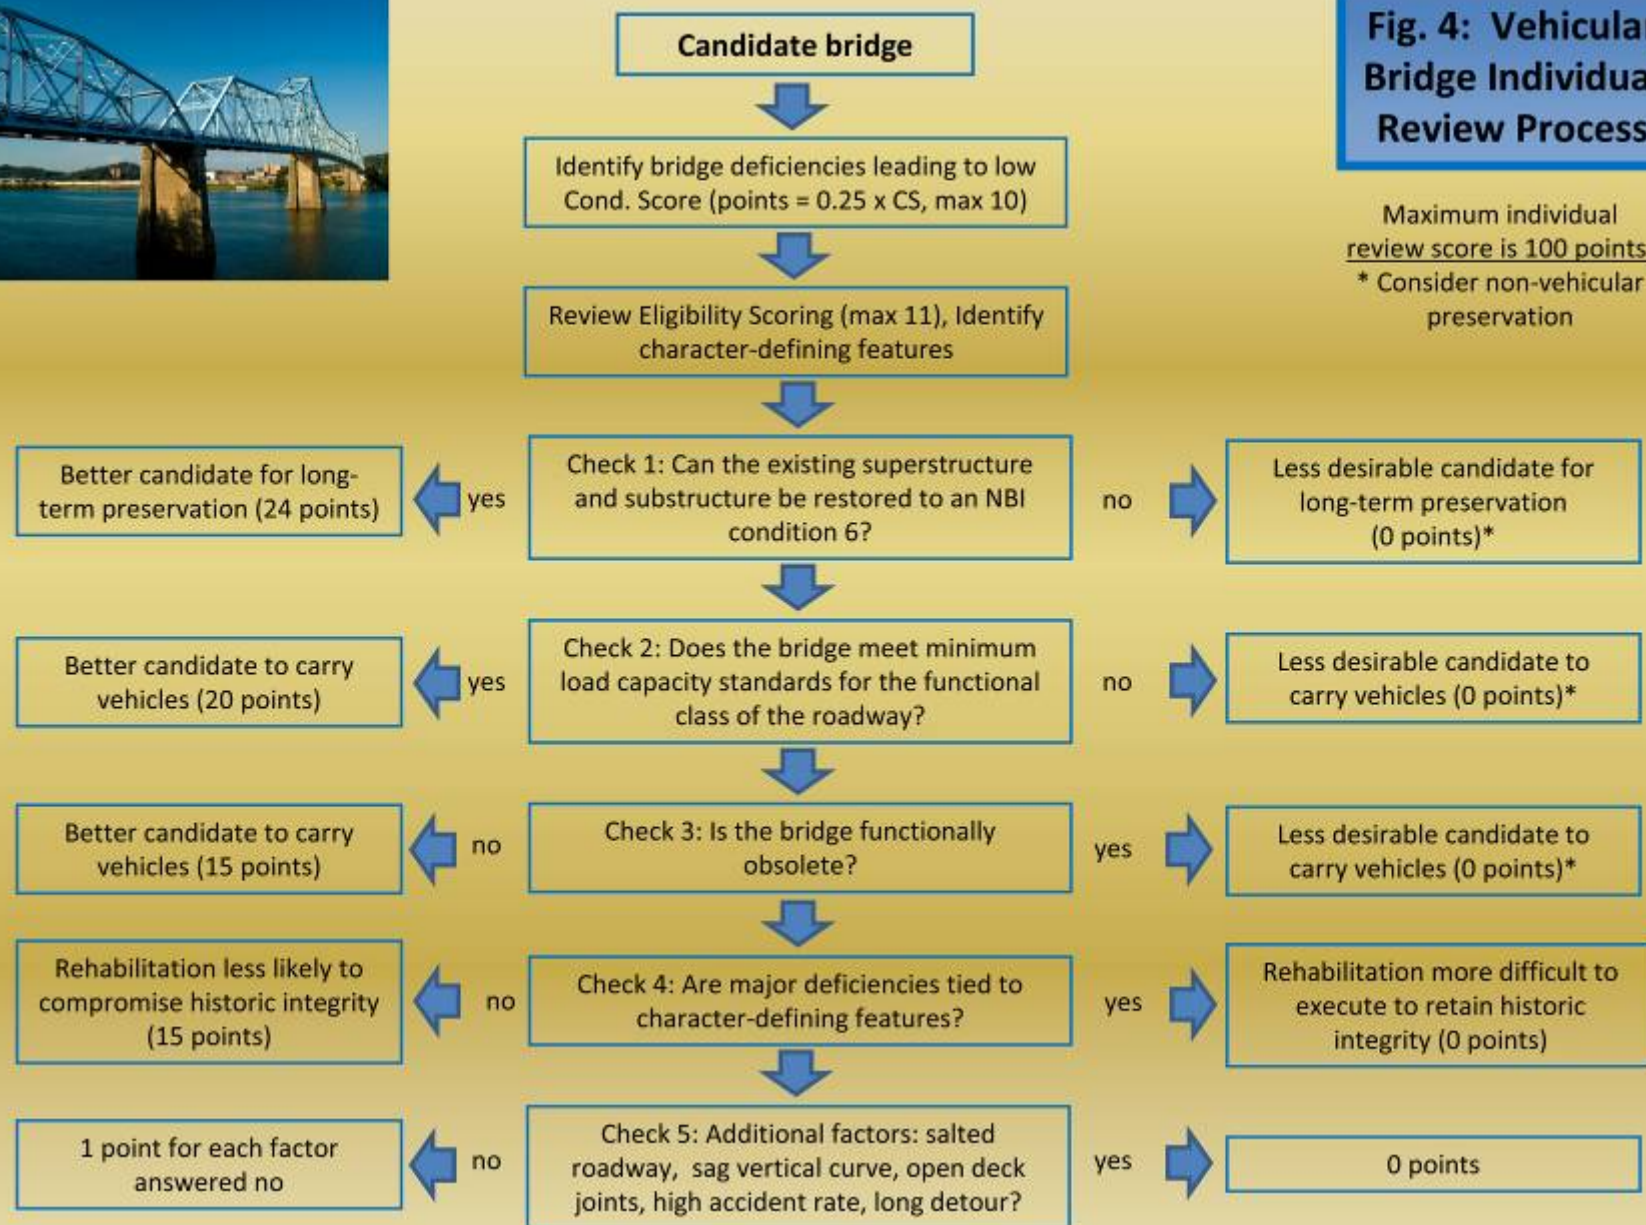 Candidate bridge
Fig. 4: Vehicular
Bridge Individua
Review Process
Identify bridge deficiencies leading to low
Cond. Score (points = 0.25 x CS, max 10)
Maximum individual
review score is 100 points
* Consider non-vehicular
preservation
Review Eligibility Scoring (max 11), Identify
character-defining features
Better candidate for long-
term preservation (24 points)
yes
Check 1: Can the existing superstructure
and substructure be restored to an NBI
condition 6?
no
Less desirable candidate for
long-term preservation
(0 points)*
Better candidate to carry
vehicles (20 points)
yes
Check 2: Does the bridge meet minimum
load capacity standards for the functional
class of the roadway?
no
Less desirable candidate to
carry vehicles (0 points)*
Better candidate to carry
vehicles (15 points)
no
Check 3: Is the bridge functionally
obsolete?
yes
Less desirable candidate to
carry vehicles (0 points)*
Rehabilitation less likely to
compromise historic integrity
(15 points)
no
Check 4: Are major deficiencies tied to
character-defining features?
yes
Rehabilitation more difficult to
execute to retain historic
integrity (0 points)
1 point for each factor
answered no
no
Check 5: Additional factors: salted
roadway, sag vertical curve, open deck
joints, high accident rate, long detour?
yes
0 points